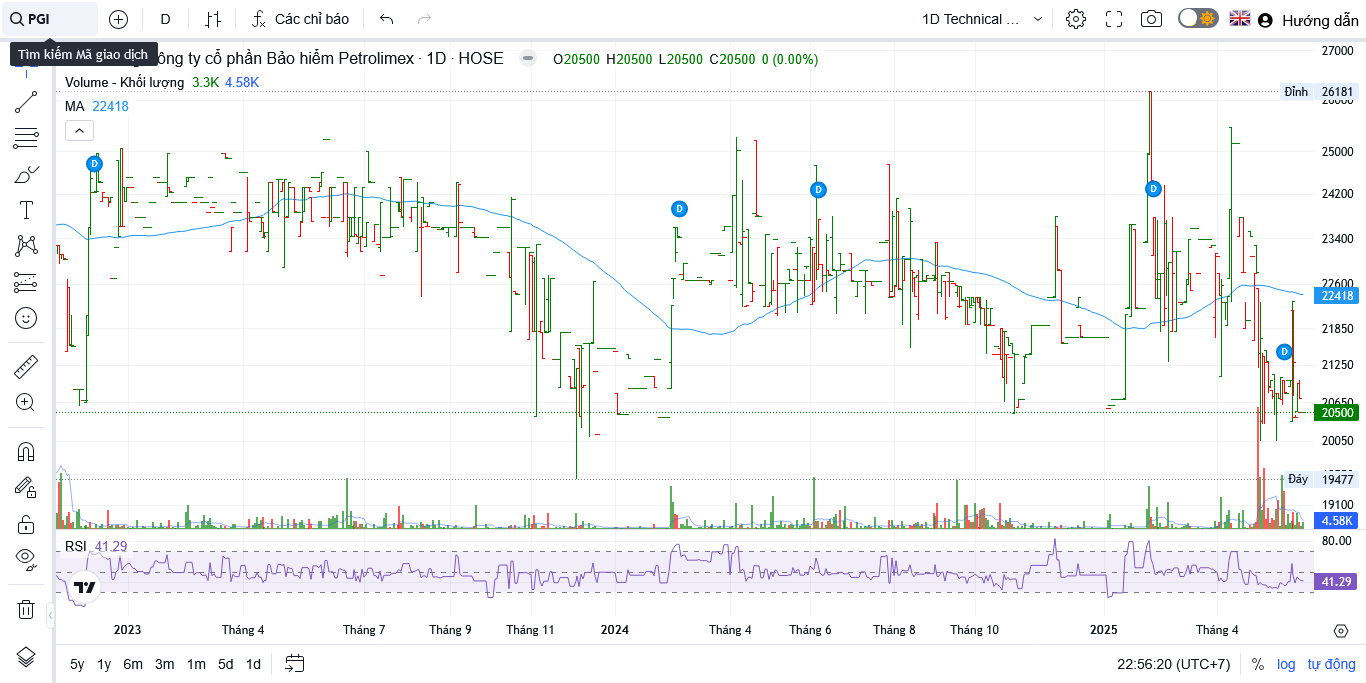 PGI
D
Các chỉ báo
1D Technical ...
Hướng dẫn
Tìm kiếm Mã giao dịch
ông ty cổ phần Bảo hiểm Petrolimex · 1D · HOSE
O20500 H20500 L20500 C20500 0 (0.00%)
Volume - Khối lượng 3.3K 4.58K
MA 22418
27000
Đỉnh 26181
26000
25000
24200
23400
22600
22418
21850
21250
20650
20500
20050
Đáy 19477
19100
4.58K
D
D
D
D
D
RSI 41.29
80.00
41.29
2023
Tháng 4
Tháng 7
Tháng 9
Tháng 11
2024
Tháng 4
Tháng 6
Tháng 8
Tháng 10
2025
Tháng 4
5y 1y 6m 3m 1m 5d 1d
22:56:20 (UTC+7)
% log tự động